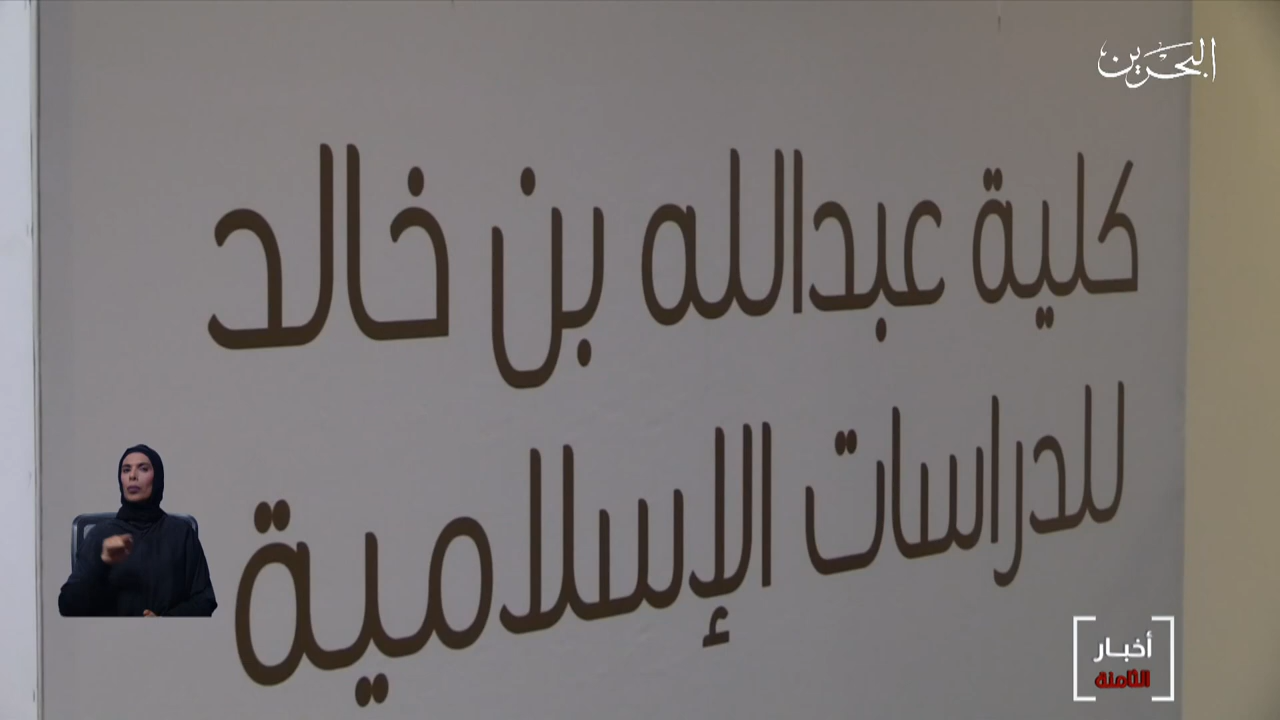 البحرين
كلية عبدالله بن خالد
للدراسات الإسلامية
أخبار
الثامنة